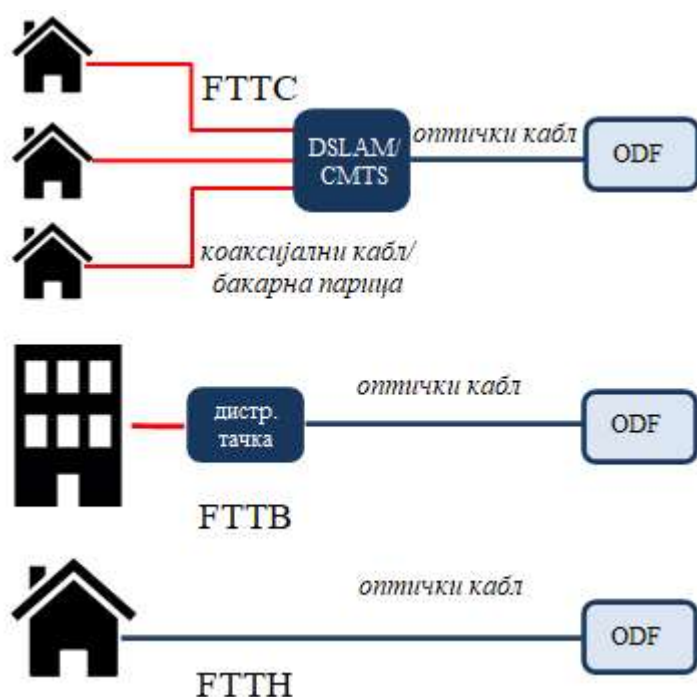 FTTC
DSLAM/
CMTS
оптички кабл
ODF
коаксијални кабл/
бакарна парица
дистр.
тачка
оптички кабл
ODF
FTTB
оптички кабл
ODF
FTTH